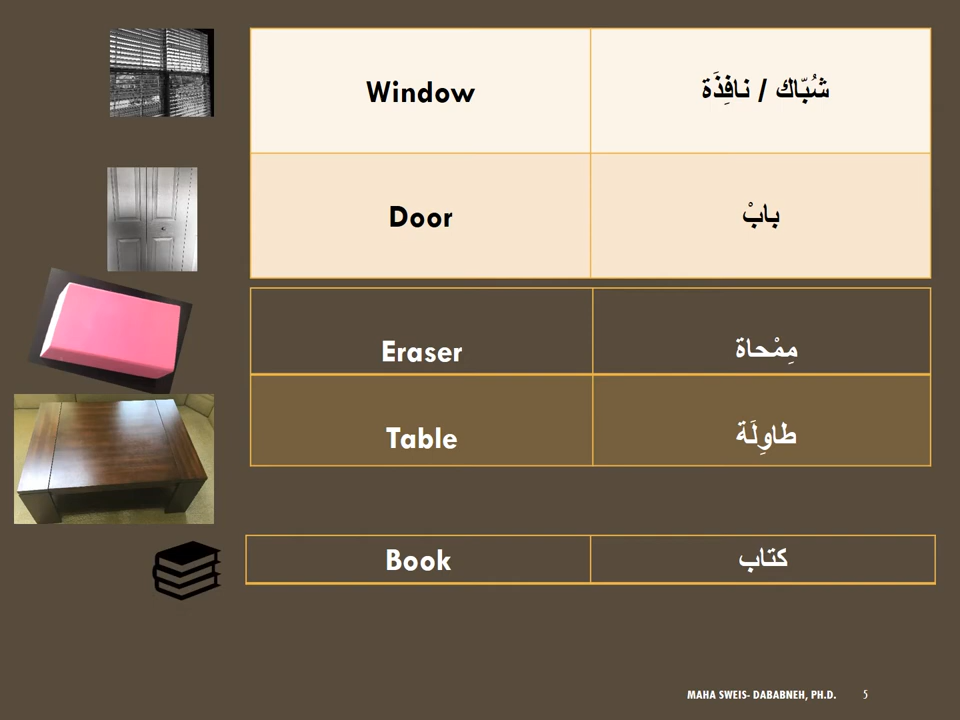 Window شُبّاك / نافِذَة
Door بابْ
Eraser مِمْحاة
Table طاوِلَة
Book كتاب
MAHA SWEIS- DABABNEH, PH.D. 5